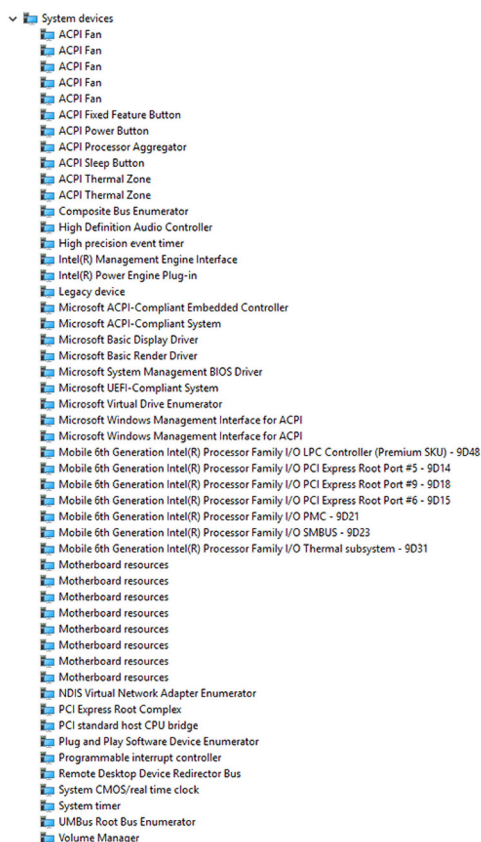 System devices
ACPI Fan
ACPI Fan
ACPI Fan
ACPI Fan
ACPI Fan
ACPI Fixed Feature Button
ACPI Power Button
ACPI Processor Aggregator
ACPI Sleep Button
ACPI Thermal Zone
ACPI Thermal Zone
Composite Bus Enumerator
High Definition Audio Controller
High precision event timer
Intel(R) Management Engine Interface
Intel(R) Power Engine Plug-in
Legacy device
Microsoft ACPI-Compliant Embedded Controller
Microsoft ACPI-Compliant System
Microsoft Basic Display Driver
Microsoft Basic Render Driver
Microsoft System Management BIOS Driver
Microsoft UEFI-Compliant System
Microsoft Virtual Drive Enumerator
Microsoft Windows Management Interface for ACPI
Microsoft Windows Management Interface for ACPI
Mobile 6th Generation Intel(R) Processor Family I/O LPC Controller (Premium SKU) - 9D48
Mobile 6th Generation Intel(R) Processor Family I/O PCI Express Root Port #5 - 9D14
Mobile 6th Generation Intel(R) Processor Family I/O PCI Express Root Port #9 - 9D18
Mobile 6th Generation Intel(R) Processor Family I/O PCI Express Root Port #6 - 9D15
Mobile 6th Generation Intel(R) Processor Family I/O PMC - 9D21
Mobile 6th Generation Intel(R) Processor Family I/O SMBUS - 9D23
Mobile 6th Generation Intel(R) Processor Family I/O Thermal subsystem - 9D31
Motherboard resources
Motherboard resources
Motherboard resources
Motherboard resources
Motherboard resources
Motherboard resources
Motherboard resources
Motherboard resources
NDIS Virtual Network Adapter Enumerator
PCI Express Root Complex
PCI standard host CPU bridge
Plug and Play Software Device Enumerator
Programmable interrupt controller
Remote Desktop Device Redirector Bus
System CMOS/real time clock
System timer
UMBus Root Bus Enumerator
Volume Manager